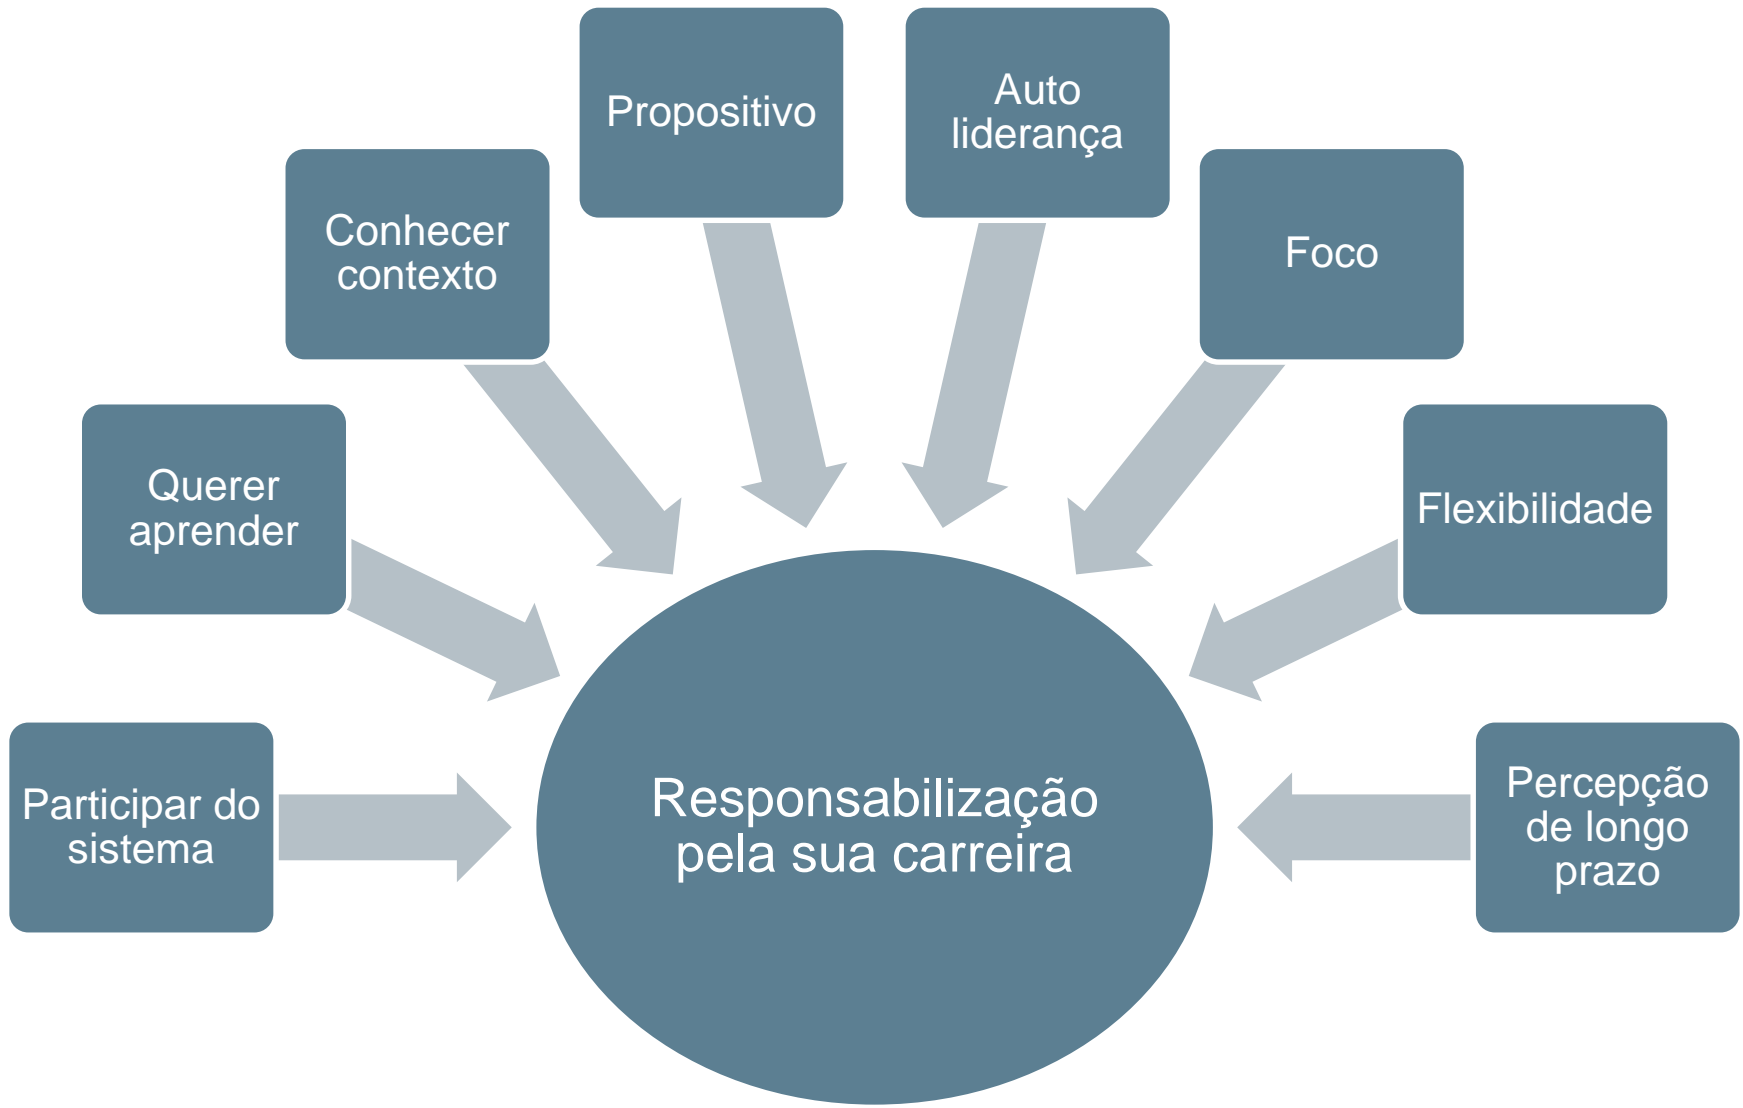 Participar do
sistema
Querer
aprender
Conhecer
contexto
Propositivo
Auto
liderança
Foco
Flexibilidade
Percepção
de longo
prazo
Responsabilização
pela sua carreira